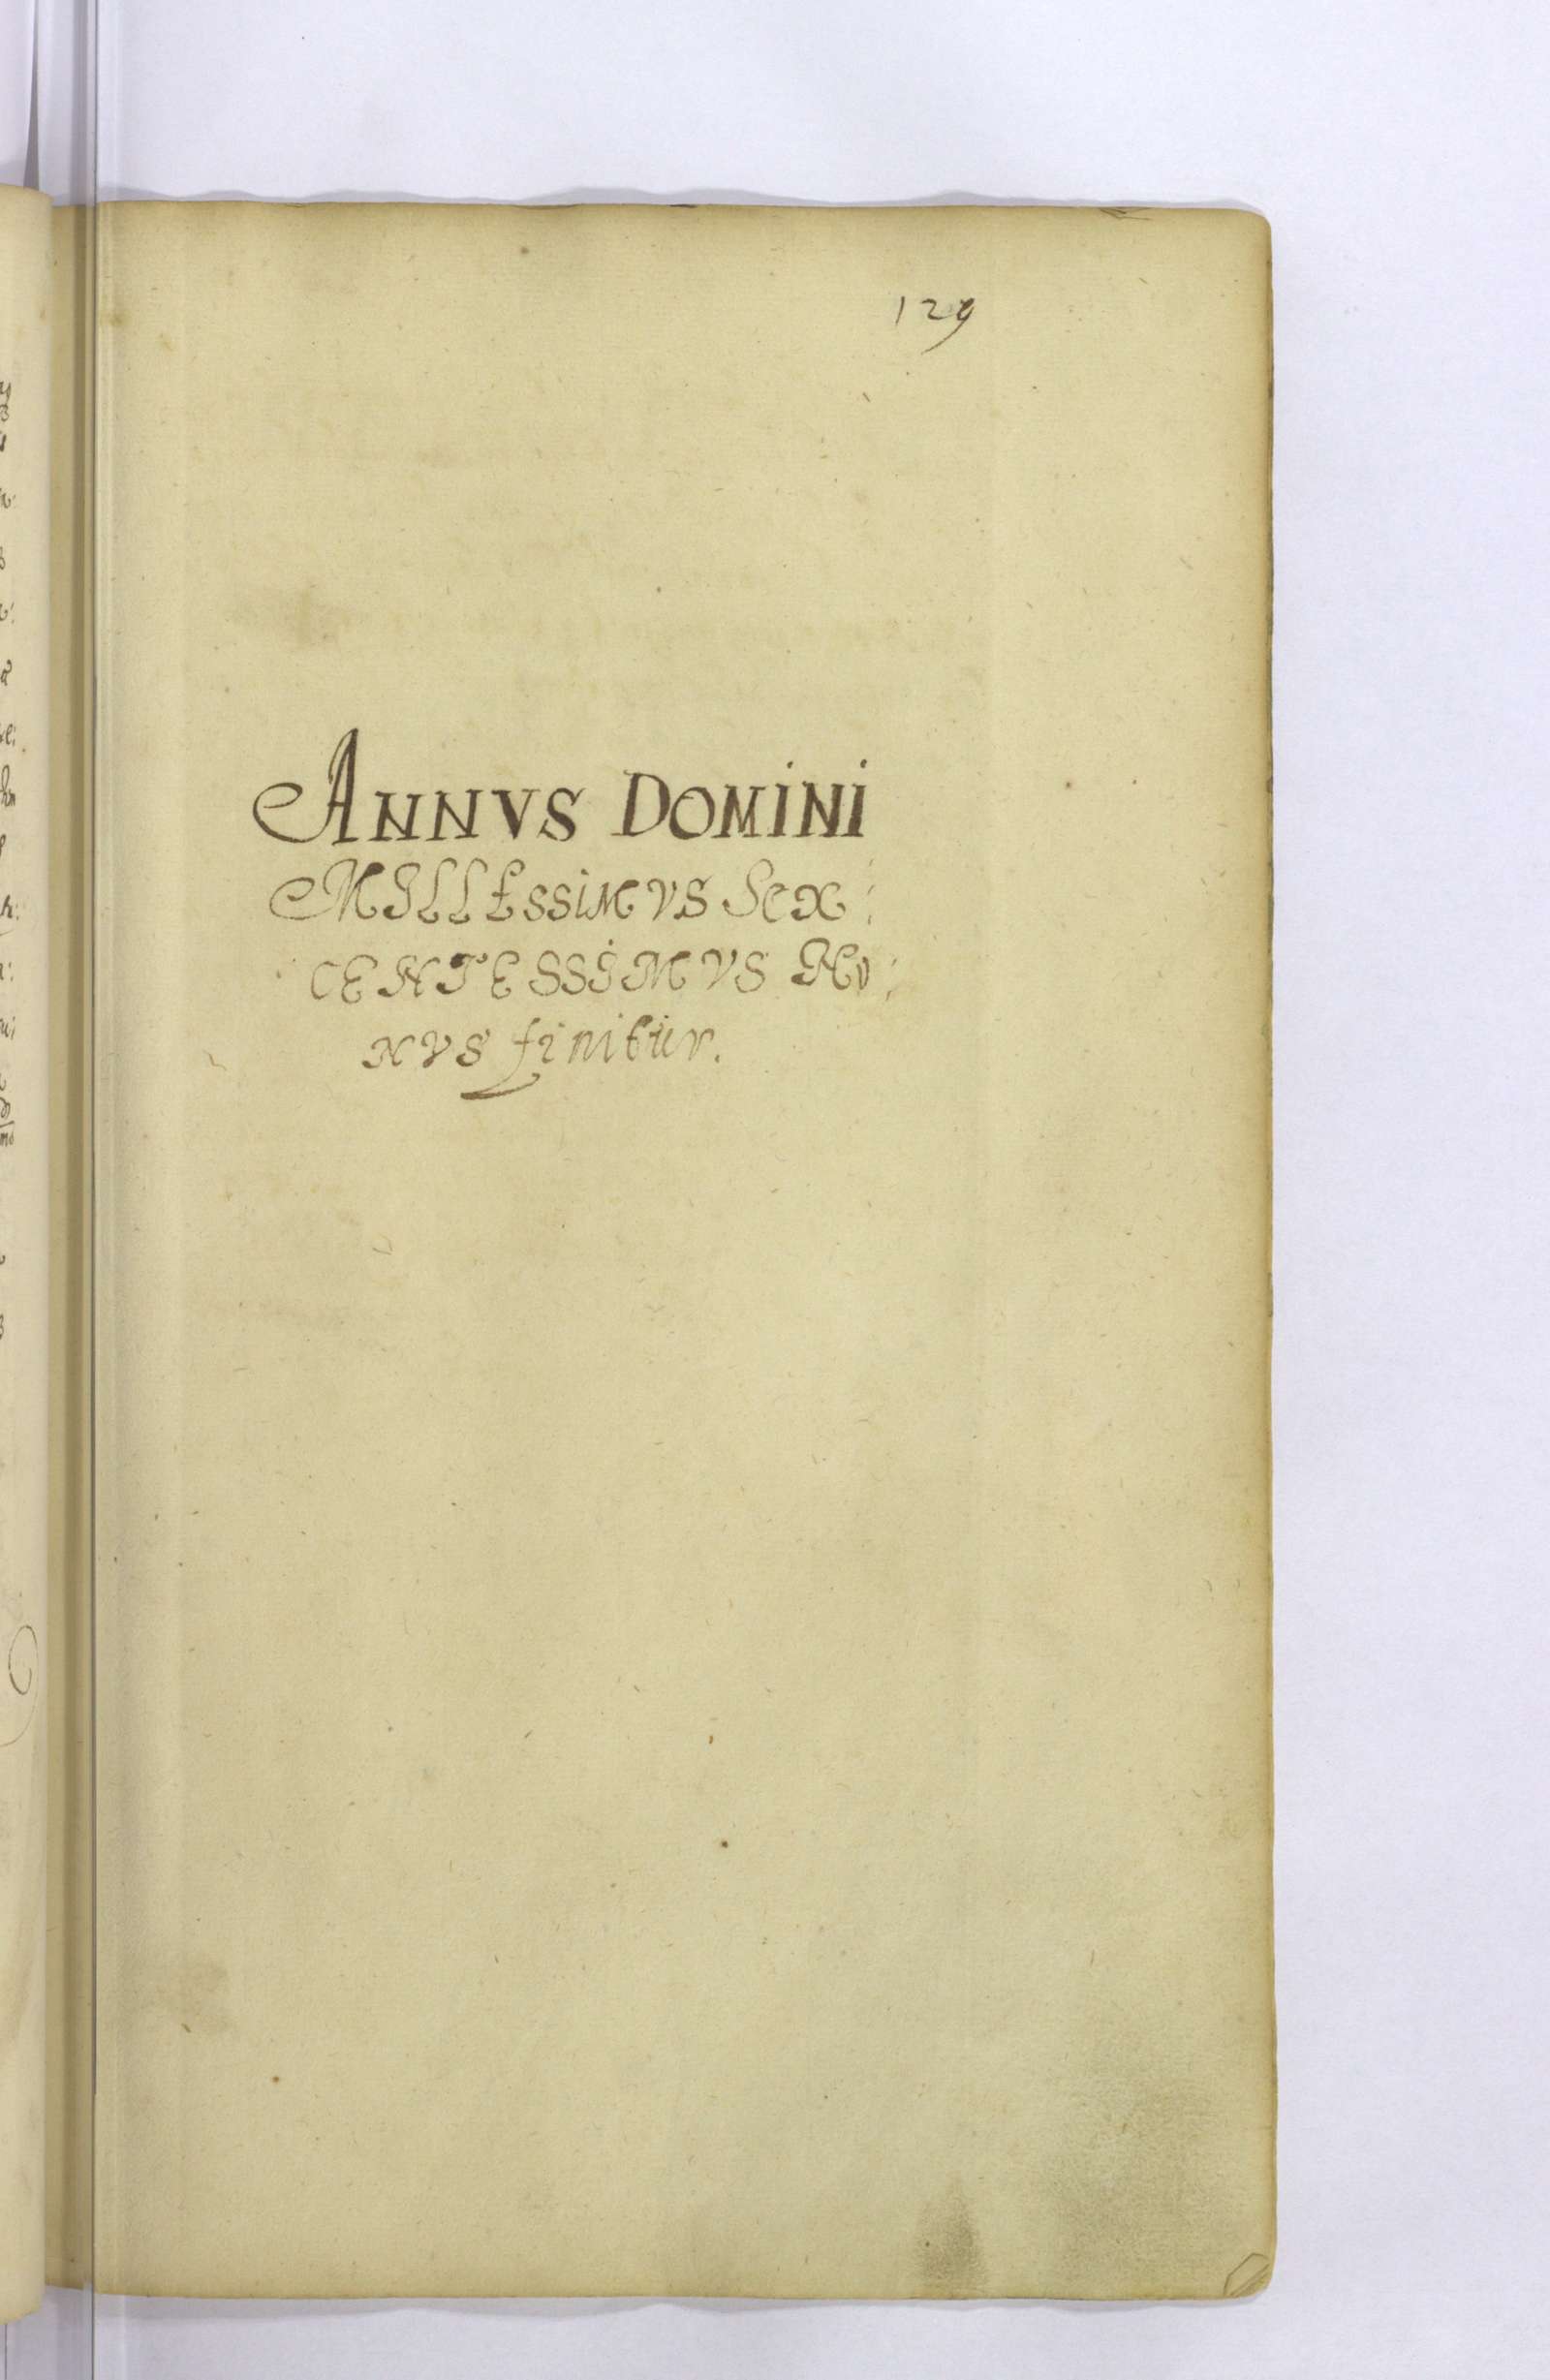 129
ANNVS DOMiNi
MILLEssiMVS Sex:
CENTESSiMVS No:
NVS finitur.